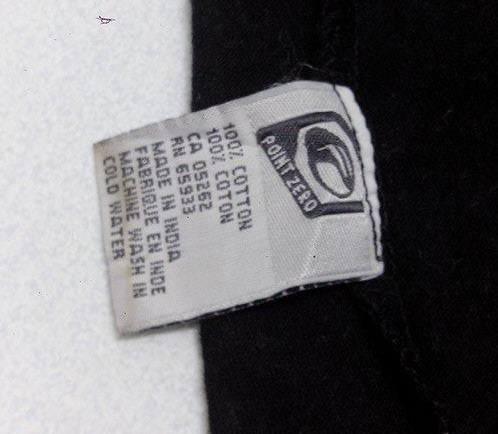 POINT ZERO
100% COTTON
100% COTON
CA 05262
RN 65933
MADE IN INDIA
FABRIQUE EN INDE
MACHINE WASH IN
COLD WATER